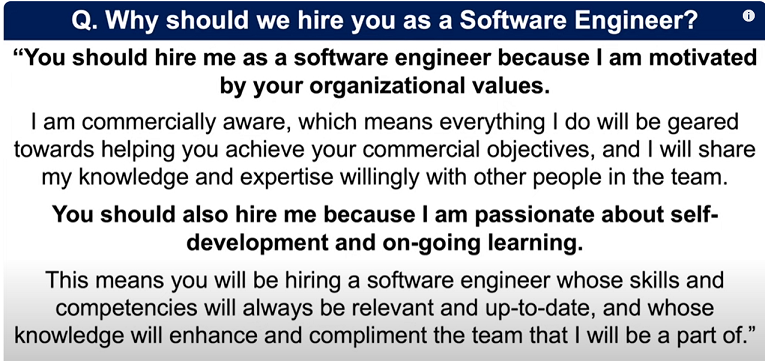 Q. Why should we hire you as a Software Engineer?
“You should hire me as a software engineer because I am motivated
by your organizational values.
I am commercially aware, which means everything I do will be geared
towards helping you achieve your commercial objectives, and I will share
my knowledge and expertise willingly with other people in the team.
You should also hire me because I am passionate about self-
development and on-going learning.
This means you will be hiring a software engineer whose skills and
competencies will always be relevant and up-to-date, and whose
knowledge will enhance and compliment the team that I will be a part of.”